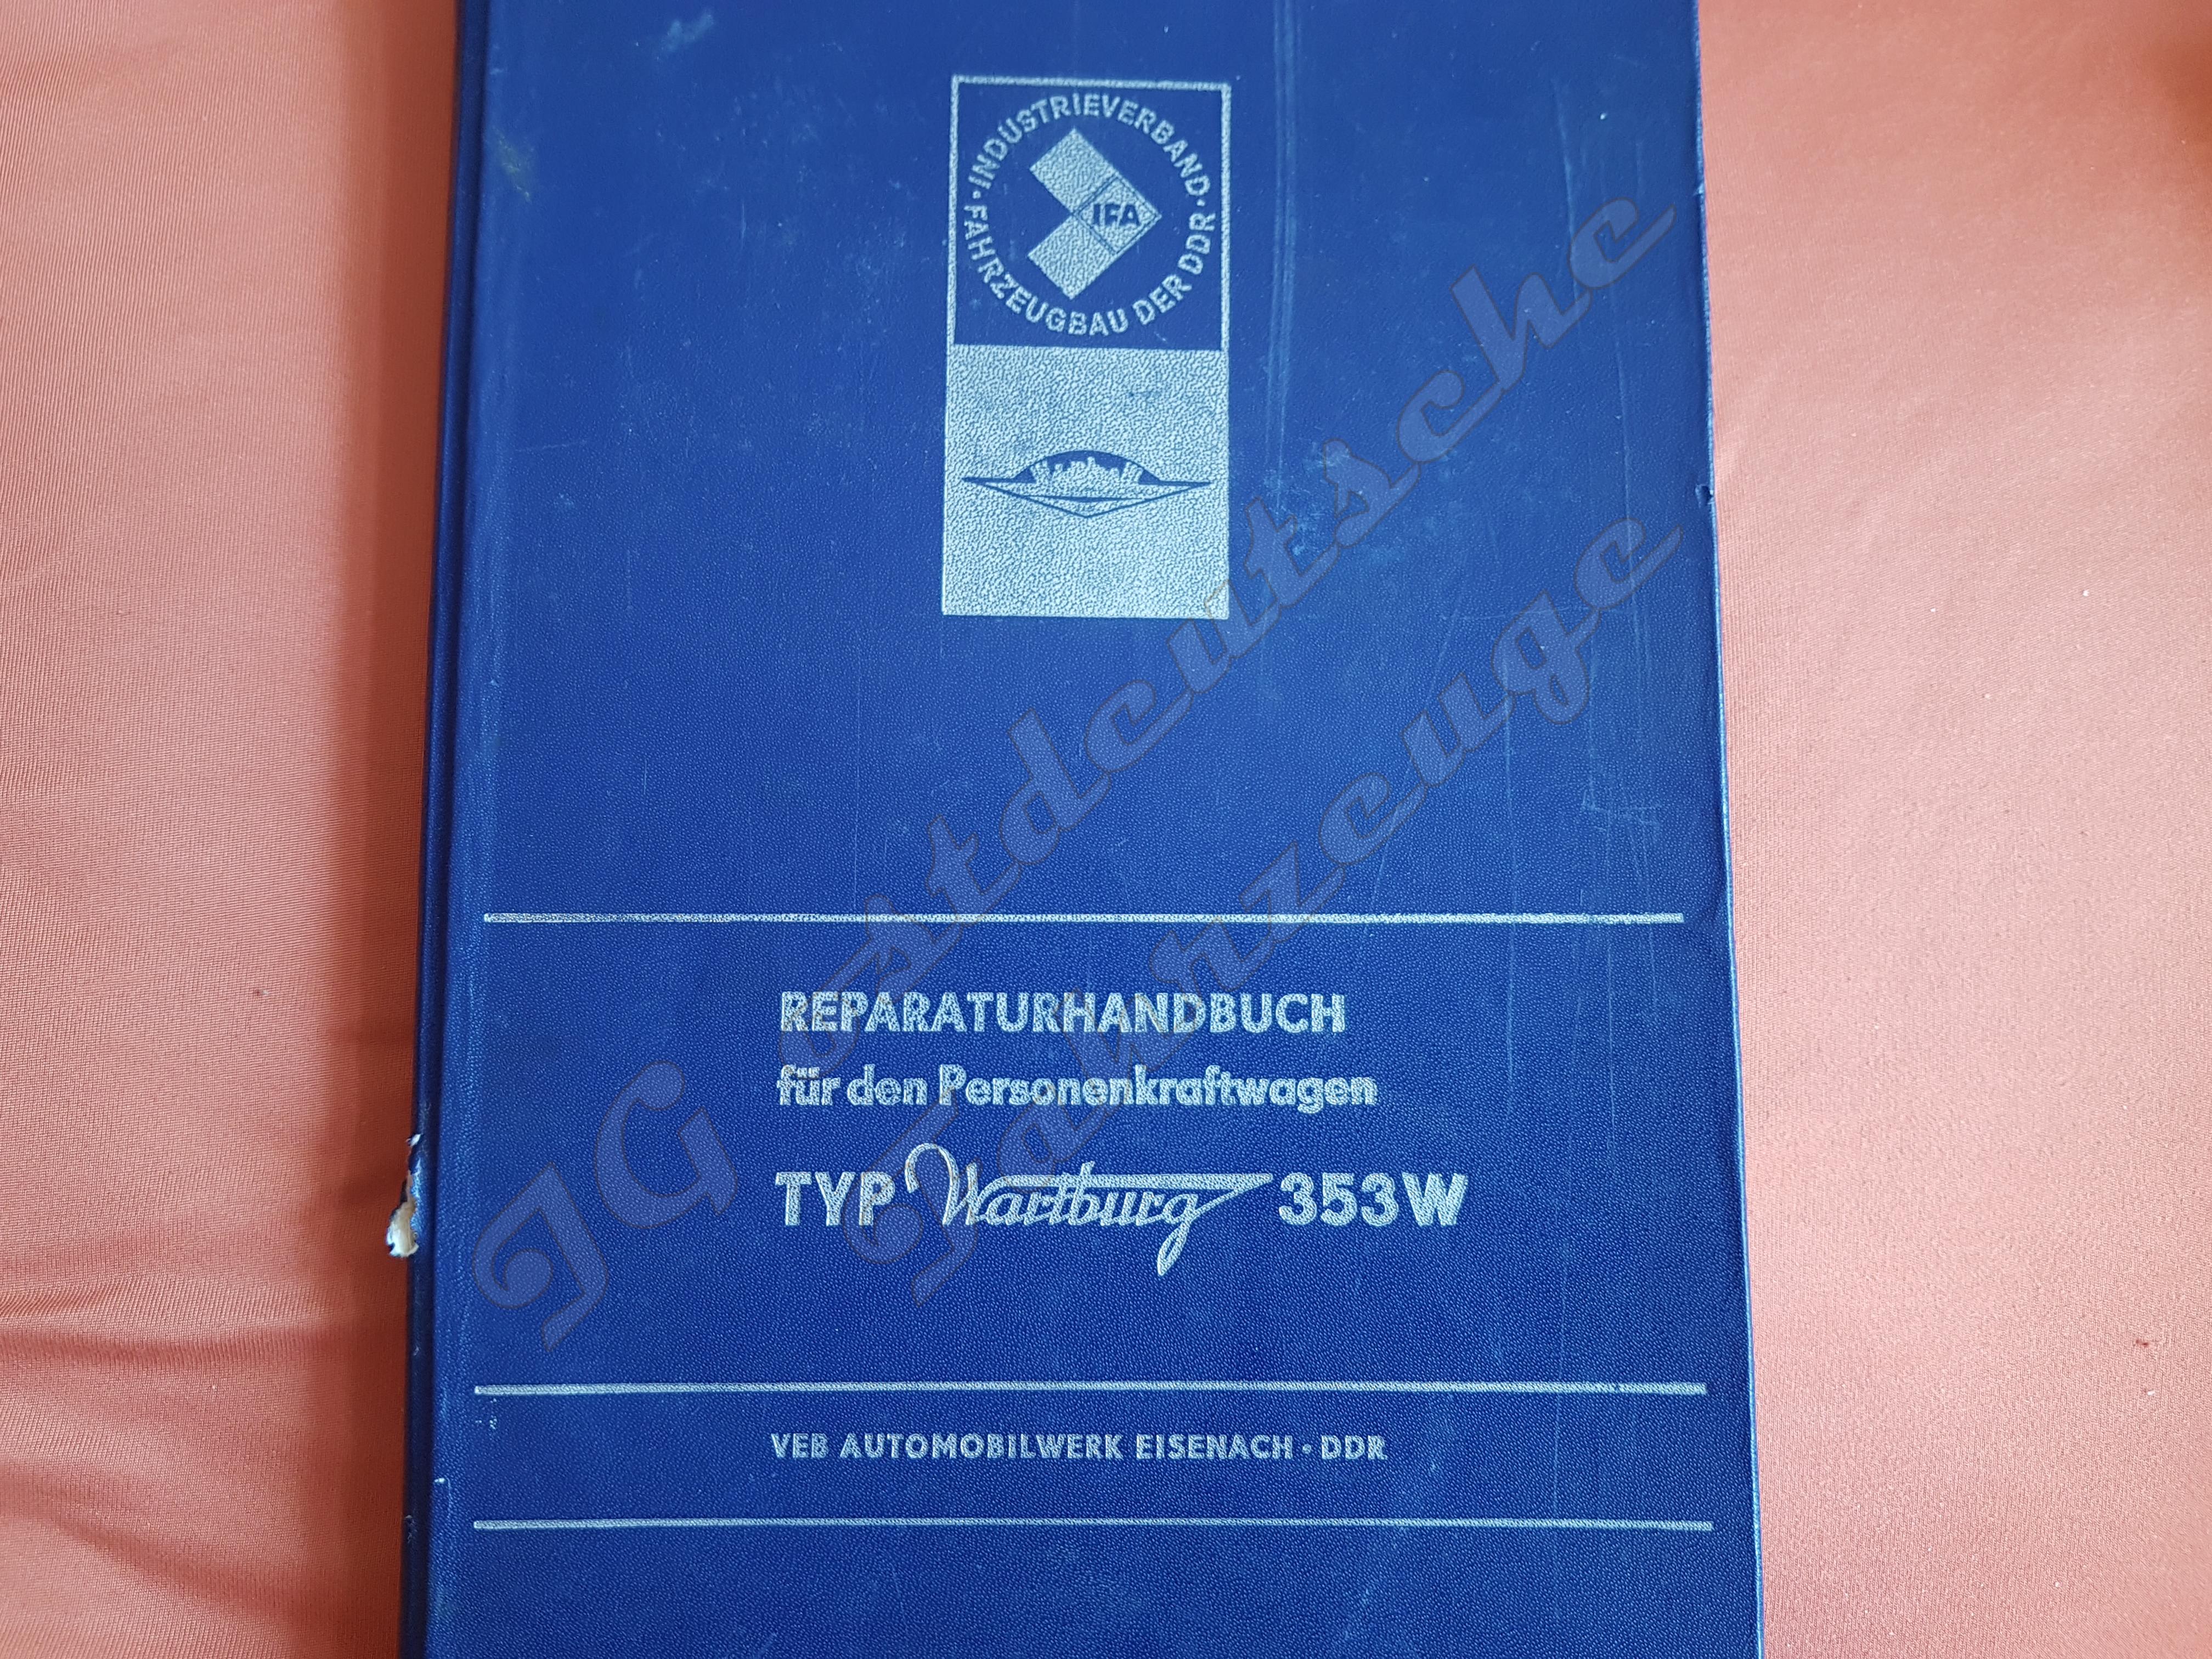 · INDUSTRIEVERBAND ·
FAHRZEUGBAU DER DDR
IFA
REPARATURHANDBUCH
für den Personenkraftwagen
TYP Wartburg 353W
VEB AUTOMOBILWERK EISENACH · DDR
IG ostdeutsche
Fahrzeuge